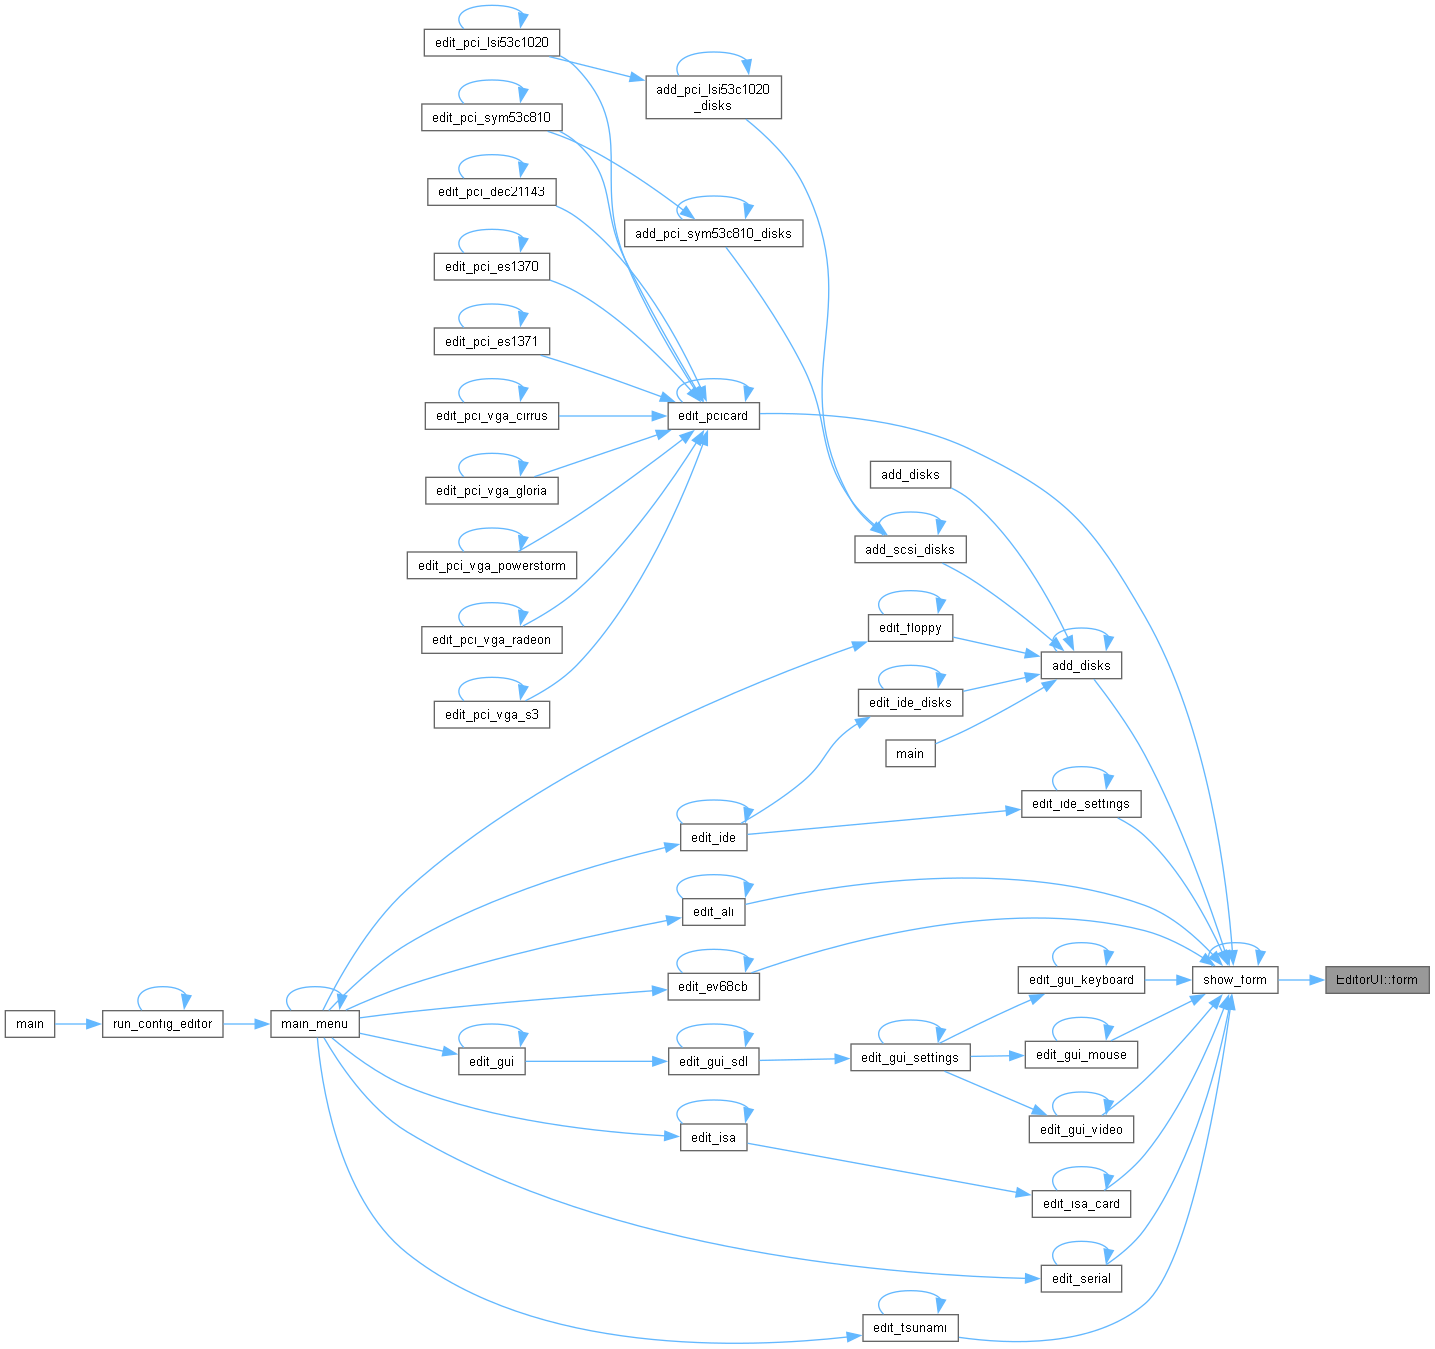 edit_pci_lsi53c1020
add_pci_lsi53c1020
_disks
edit_pci_sym53c810
edit_pci_dec21143
add_pci_sym53c810_disks
edit_pci_es1370
edit_pci_es1371
edit_pci_vga_cirrus
edit_pcicard
add_disks
edit_pci_vga_gloria
add_scsi_disks
edit_pci_vga_powerstorm
edit_floppy
edit_pci_vga_radeon
add_disks
edit_ide_disks
edit_pci_vga_s3
main
edit_ide_settings
edit_ide
edit_ali
edit_ev68cb
edit_gui_keyboard
show_form
EditorUI::form
main
run_config_editor
main_menu
edit_gui
edit_gui_sdl
edit_gui_settings
edit_gui_mouse
edit_gui_video
edit_isa
edit_isa_card
edit_serial
edit_tsunami